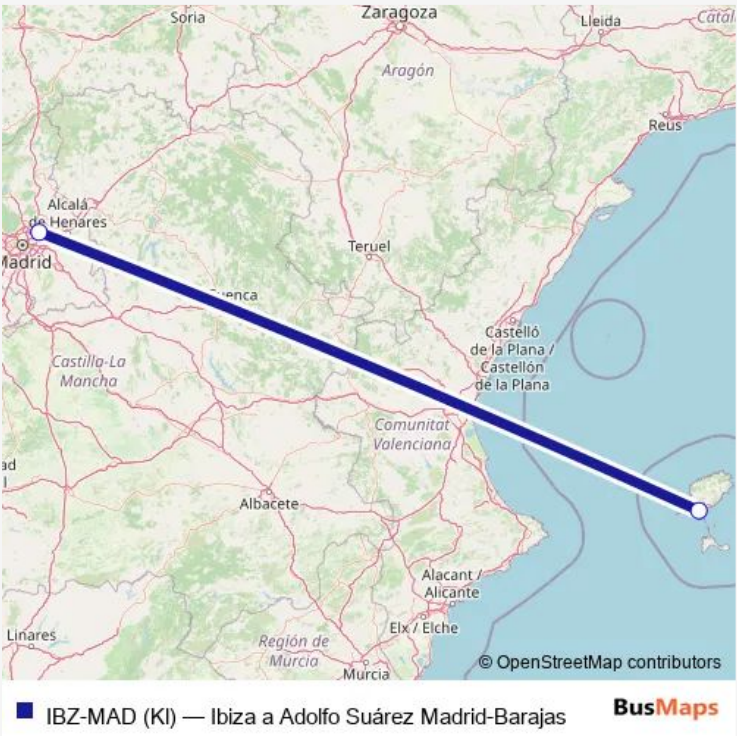 Soria
Zaragoza
Lleida
Aragón
Reus
Alcalá
de Henares
Teruel
Madrid
Cuenca
Castelló
de la Plana /
Castellón
de la Plana
Castilla-La
Mancha
Comunitat
Valenciana
Albacete
Alacant /
Alicante
Elx / Elche
Linares
Región de
Murcia
Murcia
© OpenStreetMap contributors
IBZ-MAD (KI) — Ibiza a Adolfo Suárez Madrid-Barajas
BusMaps